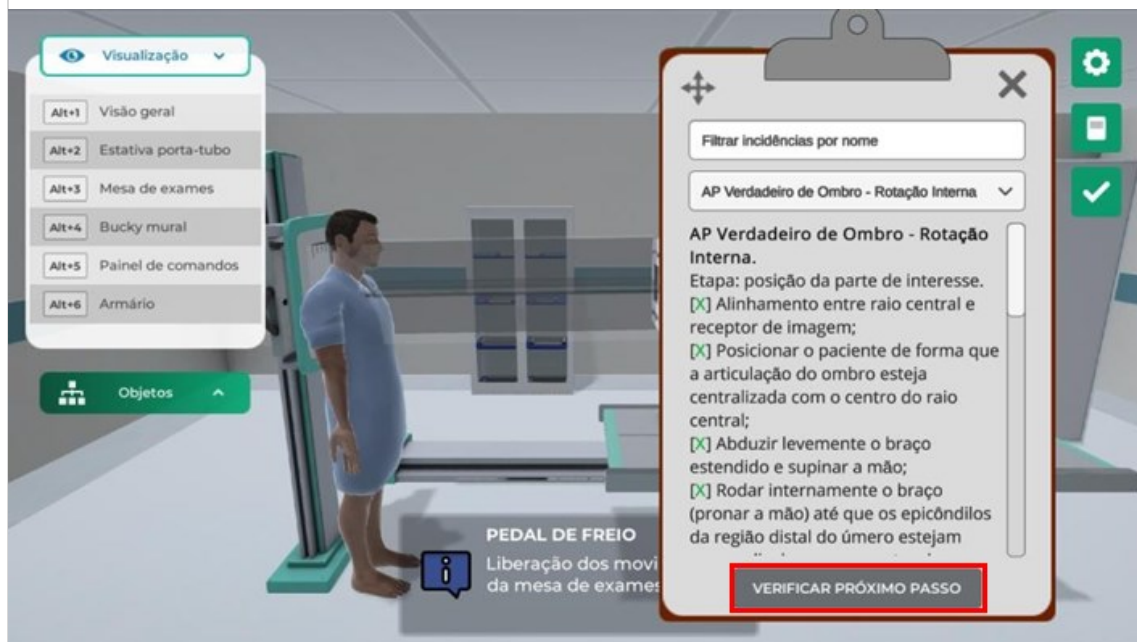 Visualização
Alt+1 Visão geral
Alt+2 Estativa porta-tubo
Alt+3 Mesa de exames
Alt+4 Bucky mural
Alt+5 Painel de comandos
Alt+6 Armário
Objetos
PEDAL DE FREIO
Liberação dos movi
da mesa de exames
Filtrar incidências por nome
AP Verdadeiro de Ombro - Rotação Interna
AP Verdadeiro de Ombro - Rotação
Interna.
Etapa: posição da parte de interesse.
[X] Alinhamento entre raio central e
receptor de imagem;
[X] Posicionar o paciente de forma que
a articulação do ombro esteja
centralizada com o centro do raio
central;
[X] Abduzir levemente o braço
estendido e supinar a mão;
[X] Rodar internamente o braço
(pronar a mão) até que os epicôndilos
da região distal do úmero estejam
VERIFICAR PRÓXIMO PASSO